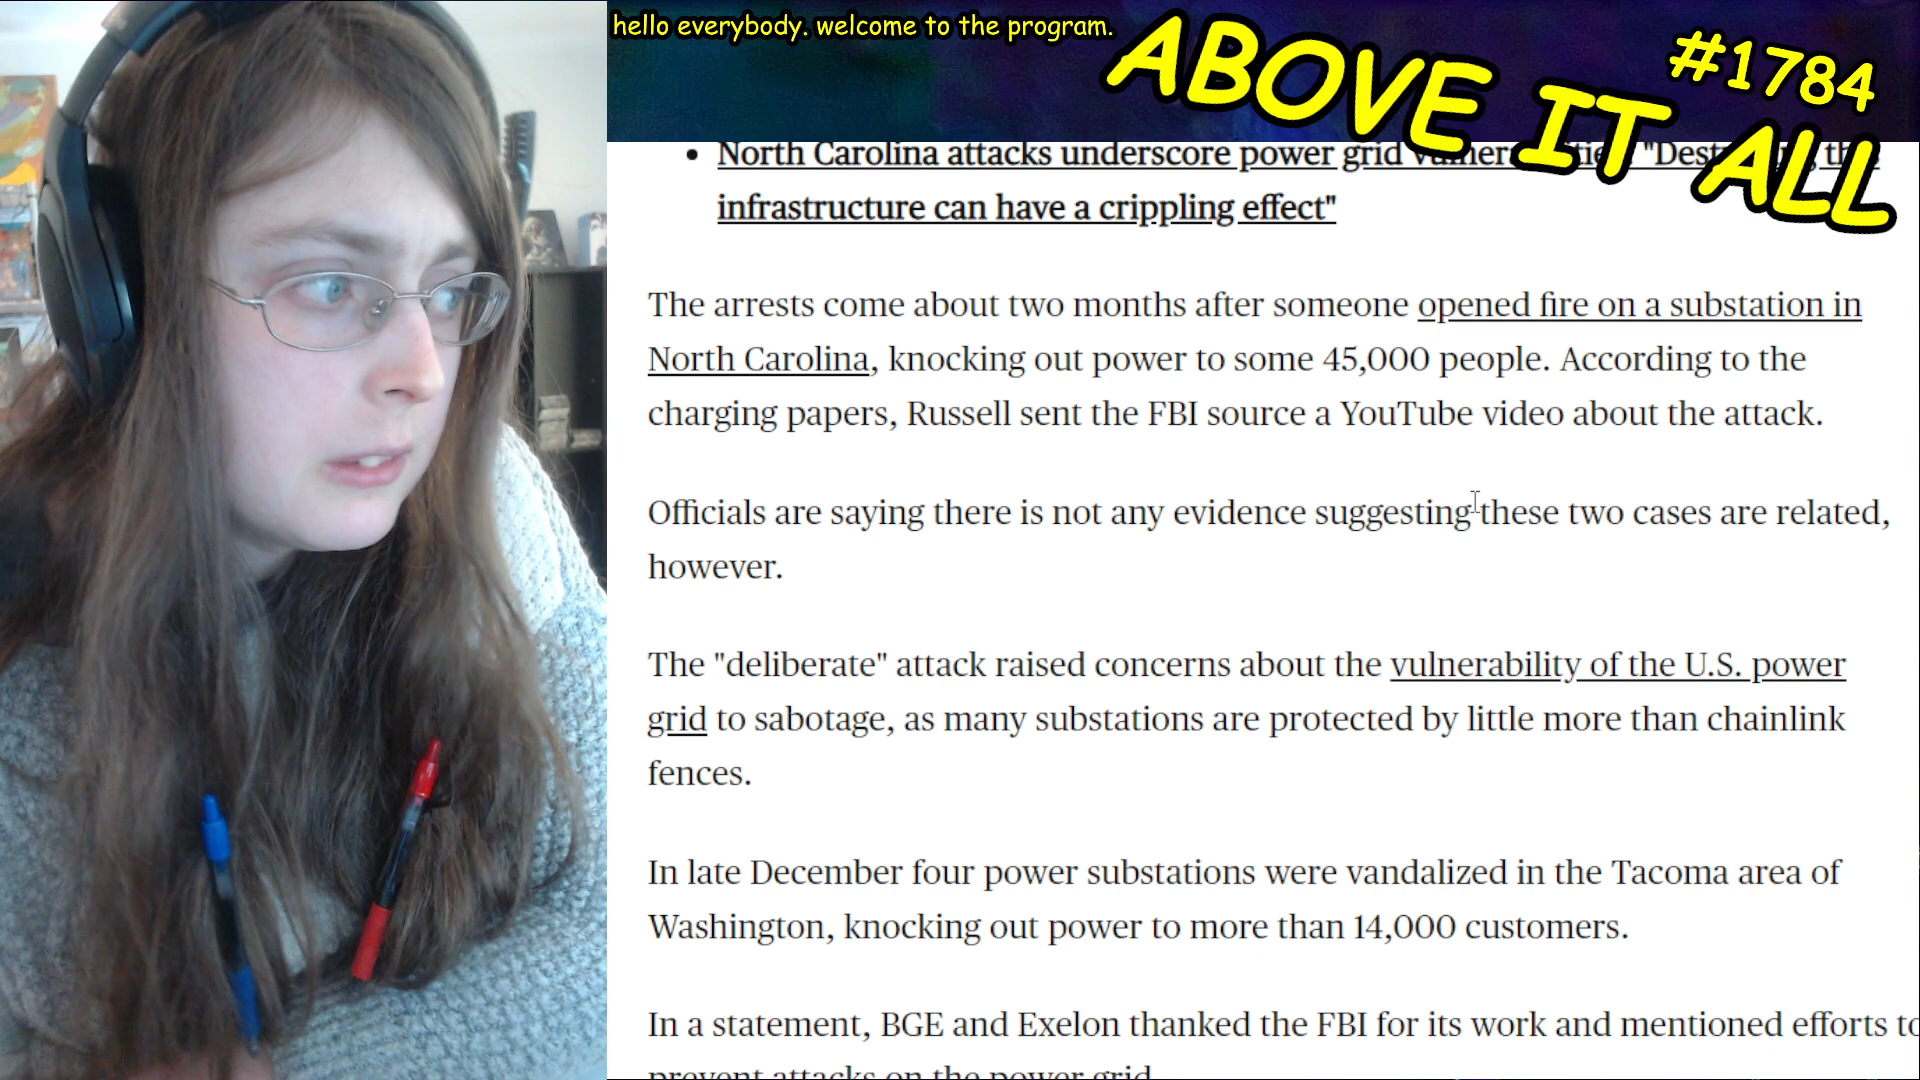 hello everybody. welcome to the program.
ABOVE IT ALL
#1784
• North Carolina attacks underscore power grid
infrastructure can have a crippling effect"
The arrests come about two months after someone opened fire on a substation in
North Carolina, knocking out power to some 45,000 people. According to the
charging papers, Russell sent the FBI source a YouTube video about the attack.
Officials are saying there is not any evidence suggesting these two cases are related,
however.
The "deliberate" attack raised concerns about the vulnerability of the U.S. power
grid to sabotage, as many substations are protected by little more than chainlink
fences.
In late December four power substations were vandalized in the Tacoma area of
Washington, knocking out power to more than 14,000 customers.
In a statement, BGE and Exelon thanked the FBI for its work and mentioned efforts to
prevent attacks on the power grid